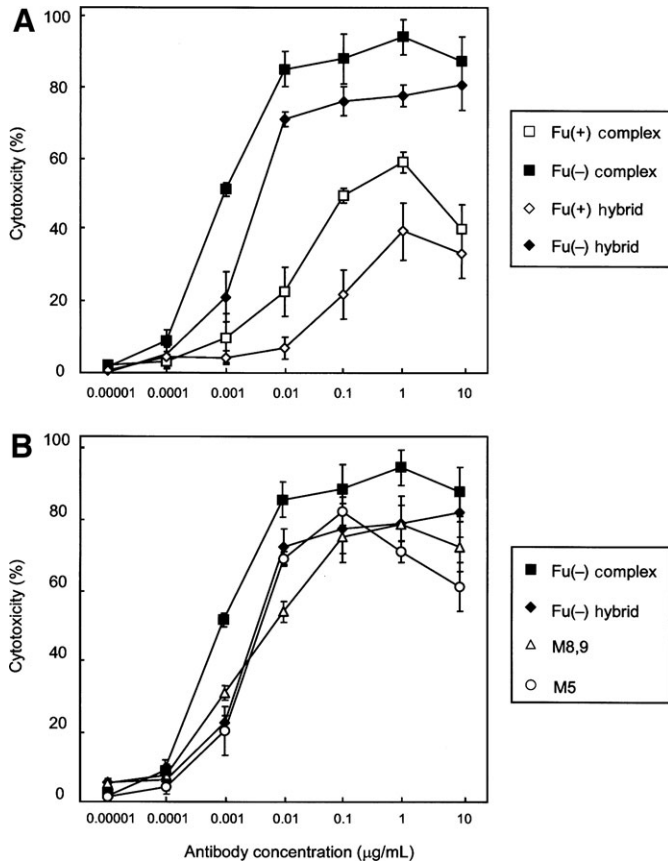 A
100
80
60
40
20
0
Cytotoxicity (%)
0.00001 0.0001 0.001 0.01 0.1 1 10
Fu(+) complex
Fu(–) complex
Fu(+) hybrid
Fu(–) hybrid
B
100
80
60
40
20
0
Cytotoxicity (%)
0.00001 0.0001 0.001 0.01 0.1 1 10
Antibody concentration (μg/mL)
Fu(–) complex
Fu(–) hybrid
M8,9
M5